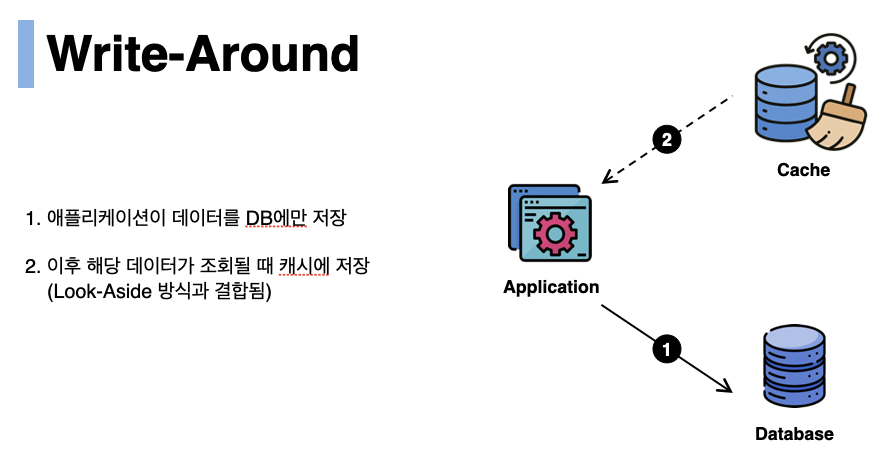 Write-Around
1. 애플리케이션이 데이터를 DB에만 저장
2. 이후 해당 데이터가 조회될 때 캐시에 저장
(Look-Aside 방식과 결합됨)
2
Cache
Application
1
Database